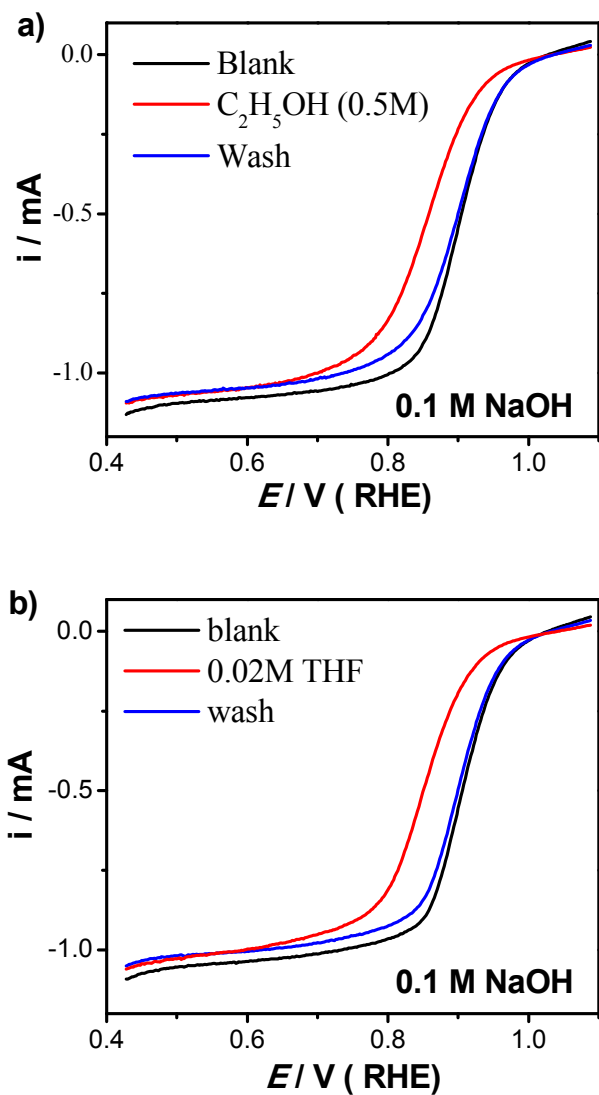 a)
0.0
Blank
C₂H₅OH (0.5M)
Wash
-0.5
i / mA
-1.0
0.1 M NaOH
0.4 0.6 0.8 1.0
E / V ( RHE)
b)
0.0
blank
0.02M THF
wash
-0.5
i / mA
-1.0
0.1 M NaOH
0.4 0.6 0.8 1.0
E / V ( RHE)